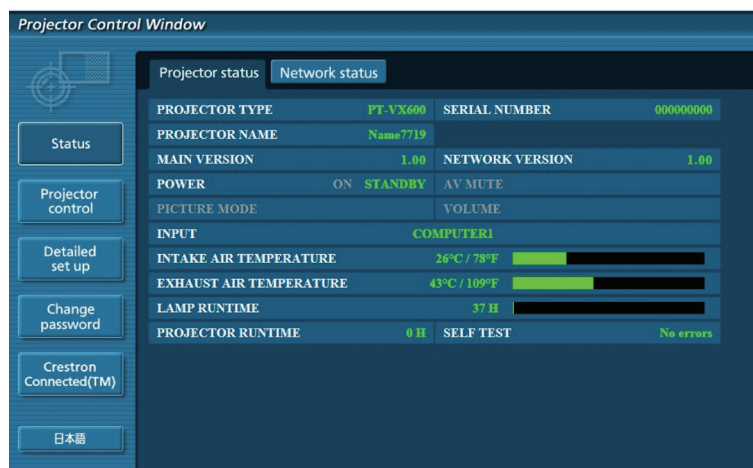 Projector Control Window
Projector status Network status
Status
Projector control
Detailed set up
Change password
Crestron Connected(TM)
日本語
PROJECTOR TYPE PT-VX600 SERIAL NUMBER 000000000
PROJECTOR NAME Name7719
MAIN VERSION 1.00 NETWORK VERSION 1.00
POWER ON STANDBY AV MUTE
PICTURE MODE VOLUME
INPUT COMPUTER1
INTAKE AIR TEMPERATURE 26°C / 78°F
EXHAUST AIR TEMPERATURE 43°C / 109°F
LAMP RUNTIME 37 H
PROJECTOR RUNTIME 0 H SELF TEST No errors